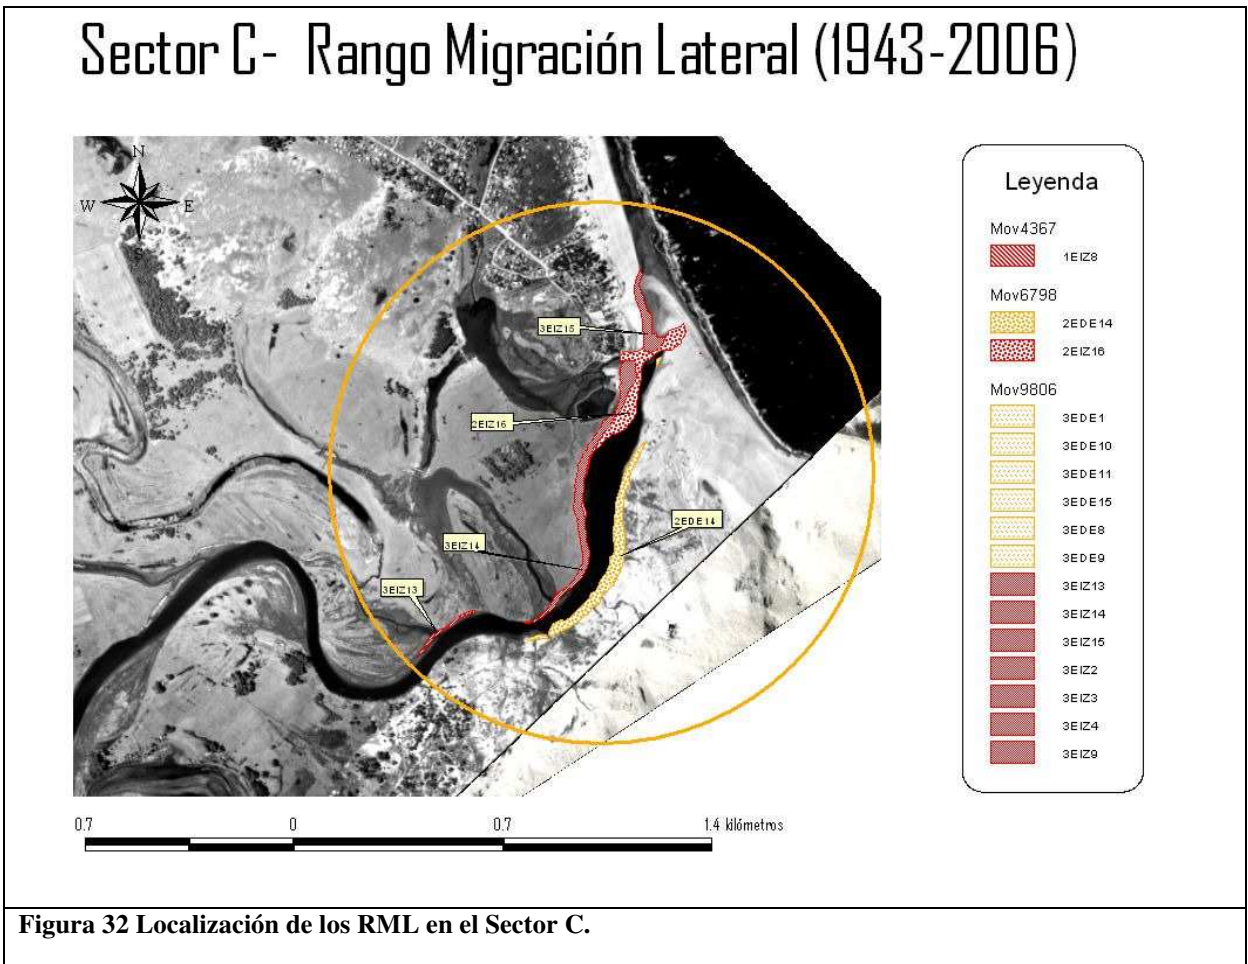 Sector C- Rango Migración Lateral (1943-2006)
N
W E
S
3EIZ15
2EIZ16
2EDE14
3EIZ14
3EIZ13
Leyenda
Mov4367
1EIZ8
Mov6798
2EDE14
2EIZ16
Mov9806
3EDE1
3EDE10
3EDE11
3EDE15
3EDE8
3EDE9
3EIZ13
3EIZ14
3EIZ15
3EIZ2
3EIZ3
3EIZ4
3EIZ9
0.7 0 0.7 1.4 kilómetros
Figura 32 Localización de los RML en el Sector C.